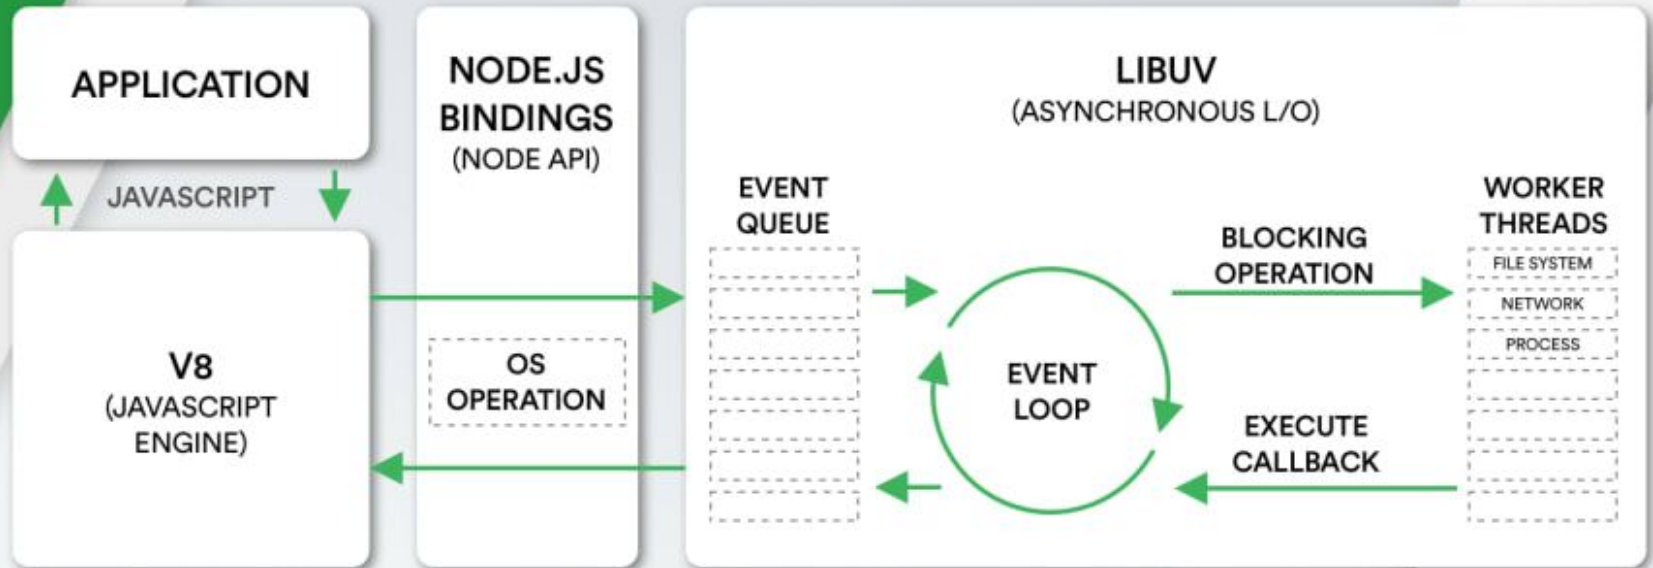 APPLICATION
JAVASCRIPT
V8
(JAVASCRIPT
ENGINE)
NODE.JS
BINDINGS
(NODE API)
OS
OPERATION
LIBUV
(ASYNCHRONOUS L/O)
EVENT
QUEUE
EVENT
LOOP
BLOCKING
OPERATION
EXECUTE
CALLBACK
WORKER
THREADS
FILE SYSTEM
NETWORK
PROCESS